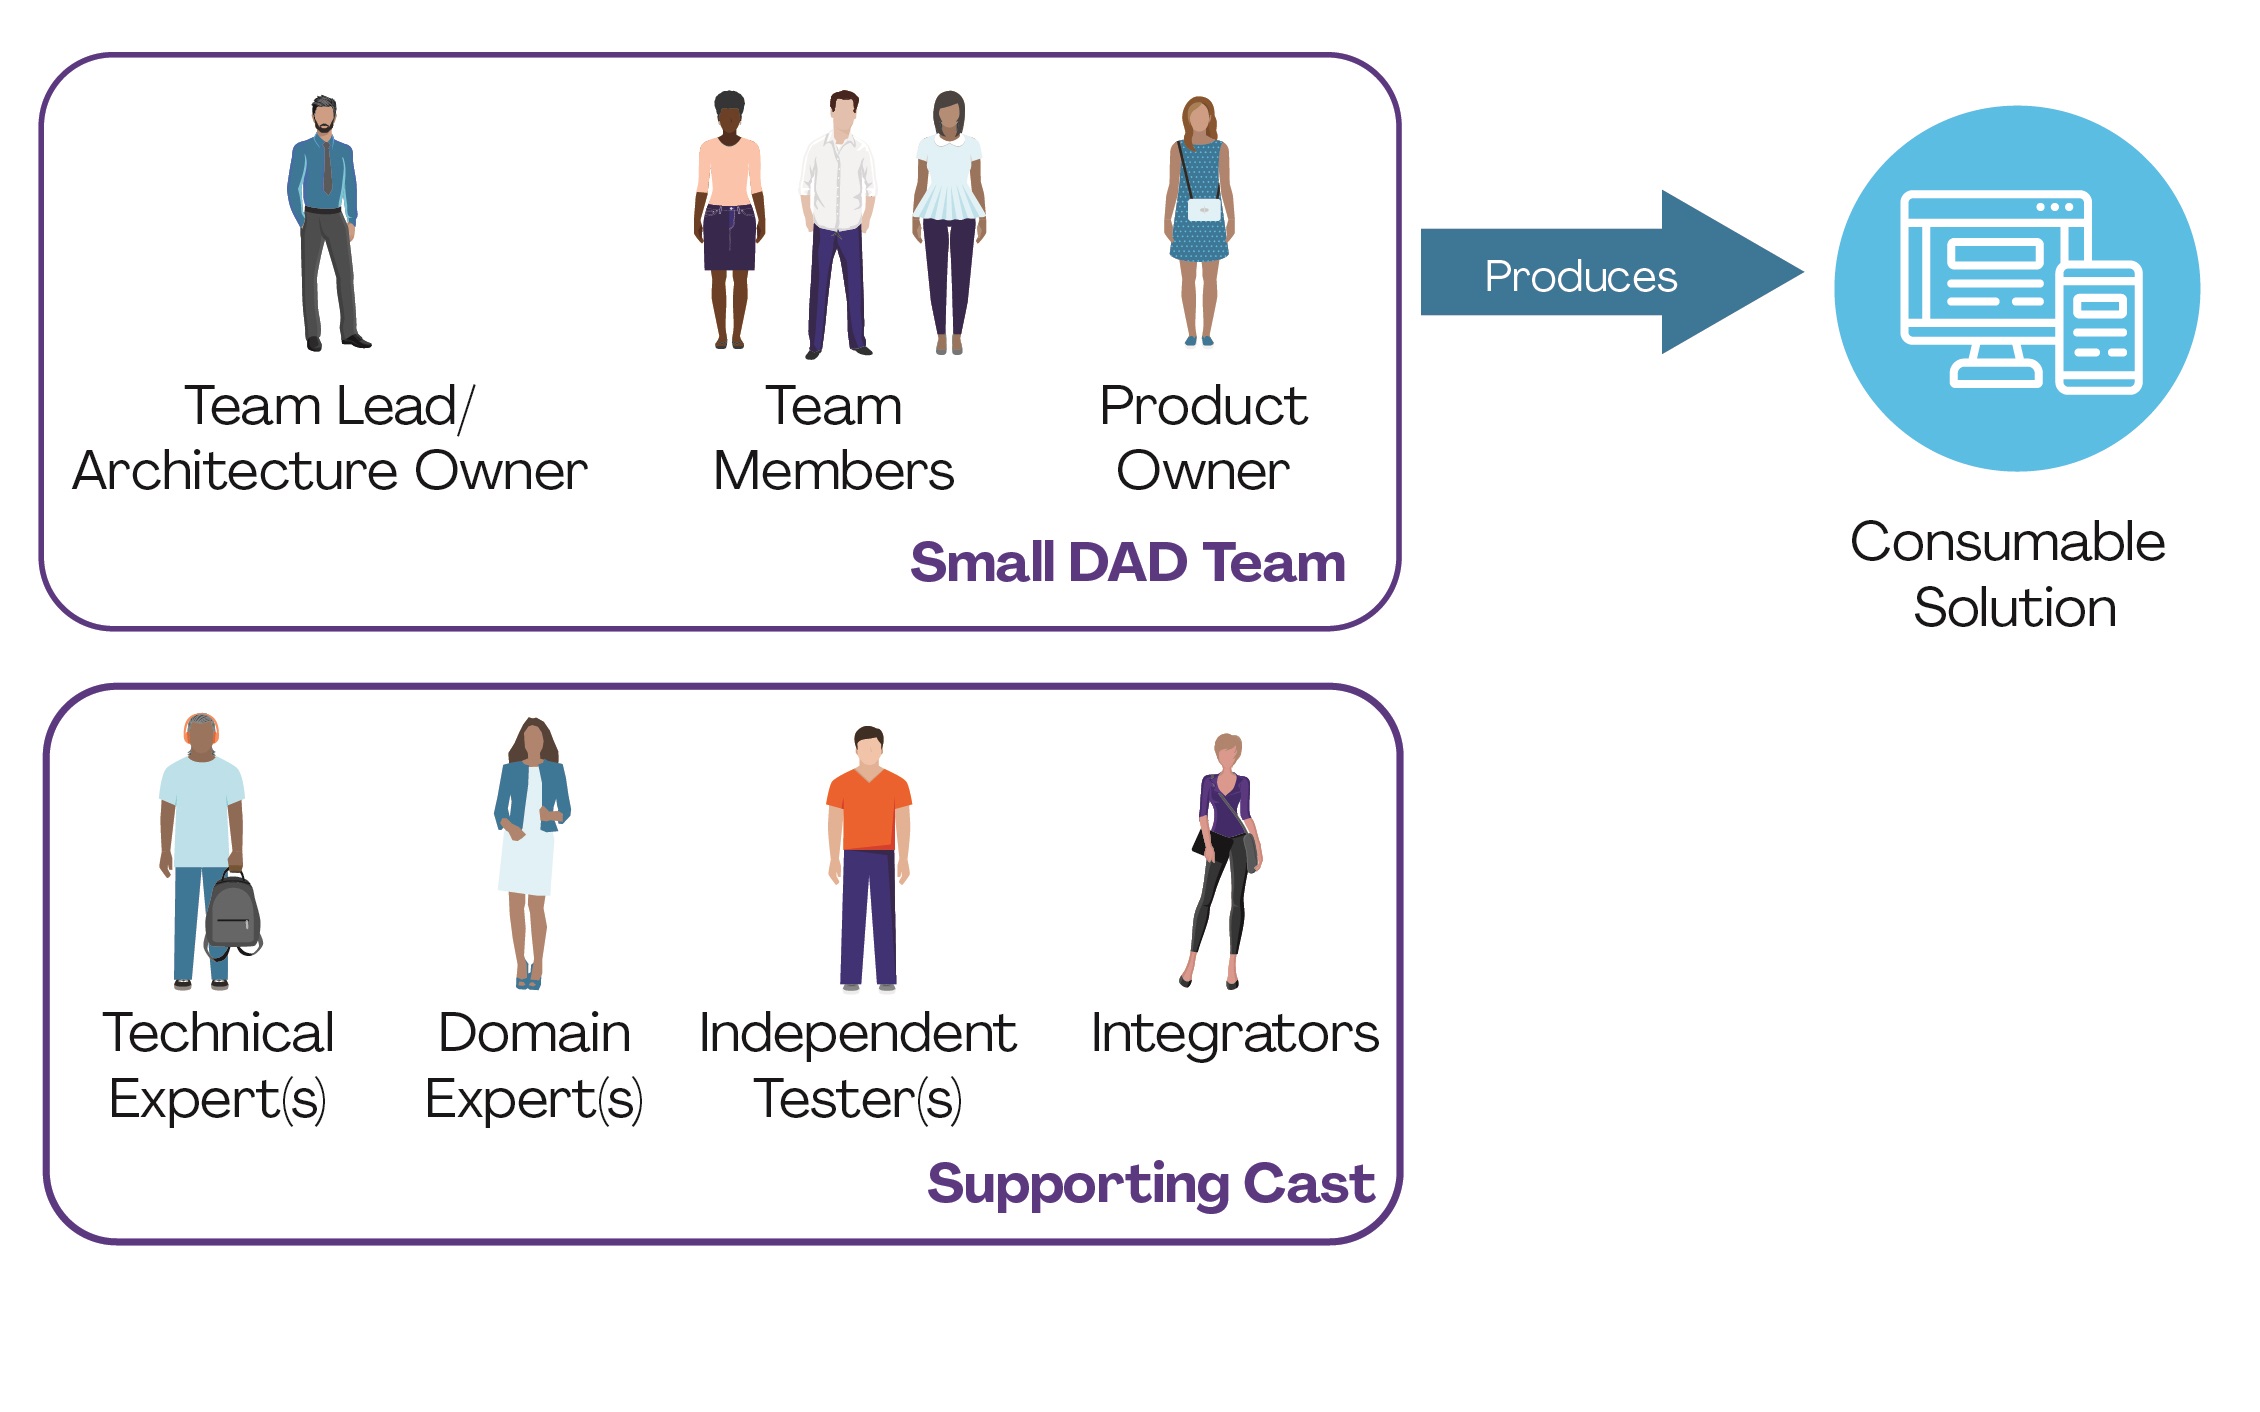 Team Lead/
Architecture Owner
Team
Members
Product
Owner
Small DAD Team
Produces
Consumable
Solution
Technical
Expert(s)
Domain
Expert(s)
Independent
Tester(s)
Integrators
Supporting Cast